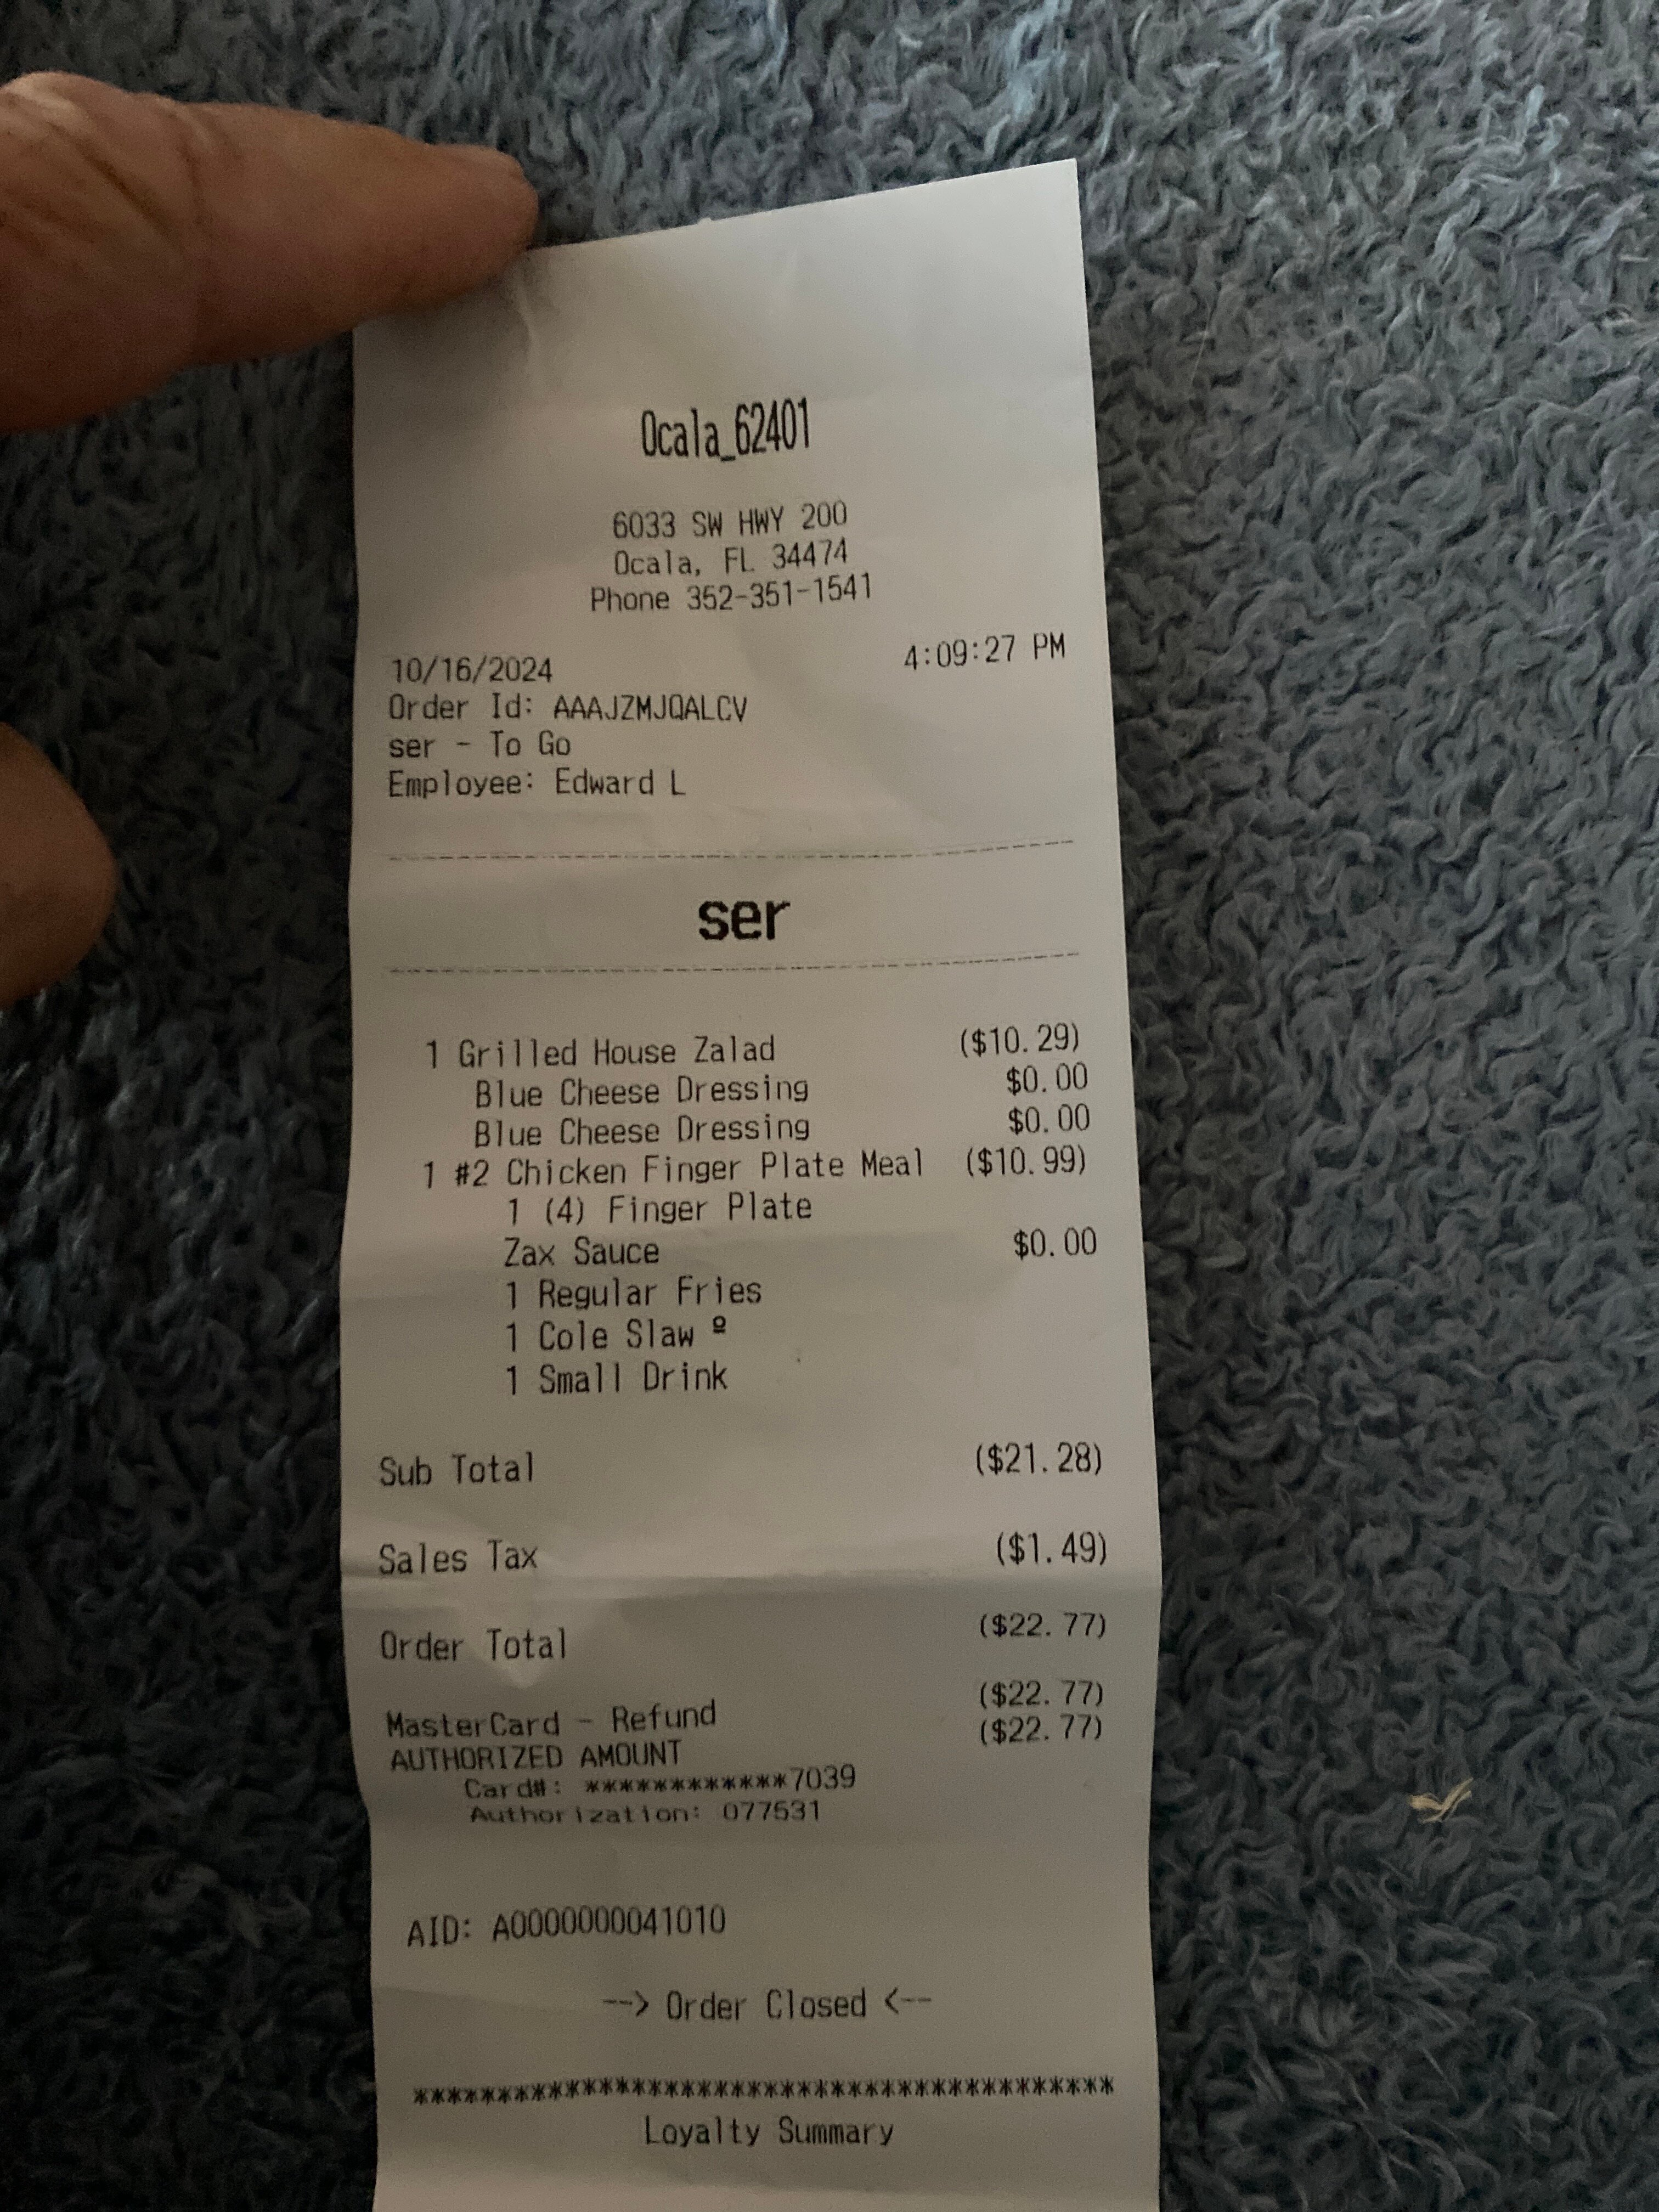 Ocala_62401
6033 SW HWY 200
Ocala, FL 34474
Phone 352-351-1541
10/16/2024 4:09:27 PM
Order Id: AAAJZMJQALCV
ser - To Go
Employee: Edward L
ser
1 Grilled House Zalad ($10.29)
Blue Cheese Dressing $0.00
Blue Cheese Dressing $0.00
1 #2 Chicken Finger Plate Meal ($10.99)
1 (4) Finger Plate
Zax Sauce $0.00
1 Regular Fries
1 Cole Slaw º
1 Small Drink
Sub Total ($21.28)
Sales Tax ($1.49)
Order Total ($22.77)
MasterCard - Refund ($22.77)
AUTHORIZED AMOUNT ($22.77)
Card#: ************7039
Authorization: 077531
AID: A0000000041010
--> Order Closed <--
******************************************
Loyalty Summary